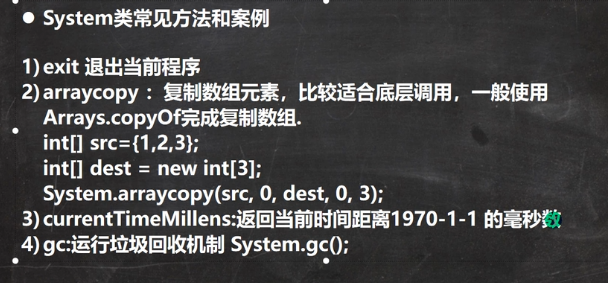 ● System类常见方法和案例
1) exit 退出当前程序
2) arraycopy ：复制数组元素，比较适合底层调用，一般使用
Arrays.copyOf完成复制数组.
int[] src={1,2,3};
int[] dest = new int[3];
System.arraycopy(src, 0, dest, 0, 3);
3) currentTimeMillens:返回当前时间距离1970-1-1 的毫秒数
4) gc:运行垃圾回收机制 System.gc();